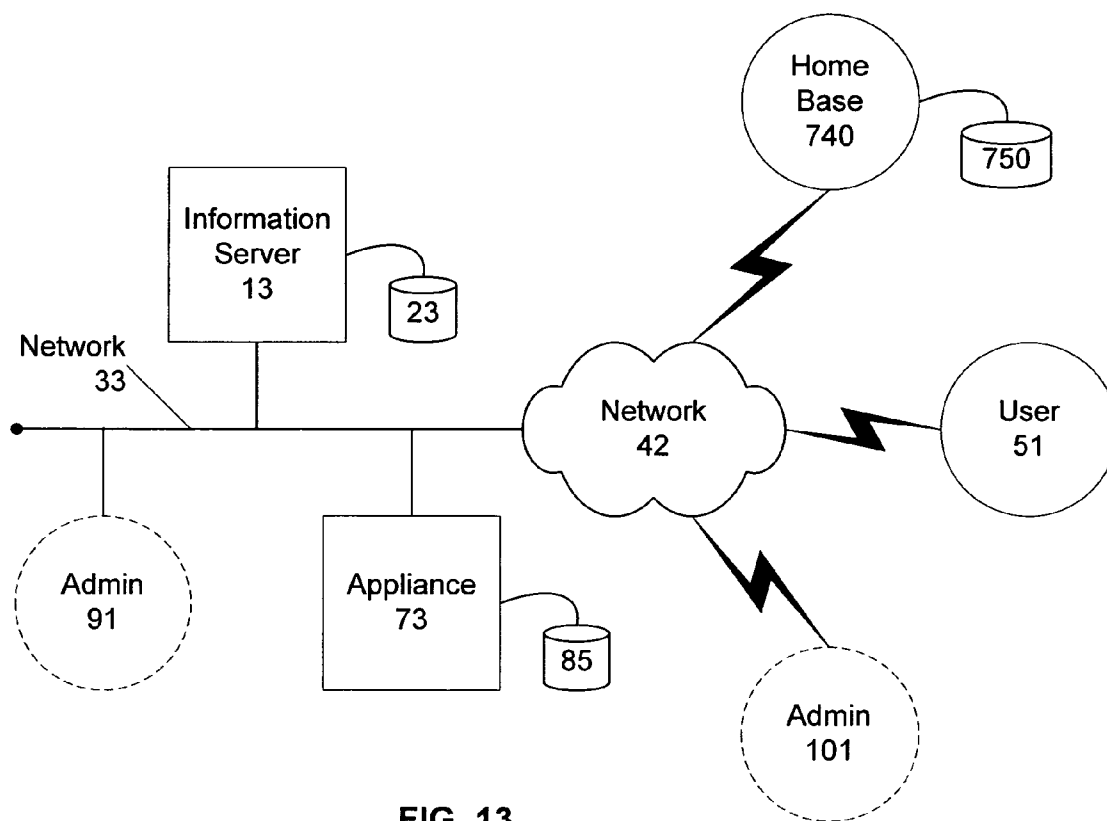 Home
Base
740
750
Information
Server
13
23
Network
33
Network
42
User
51
Admin
91
Appliance
73
85
Admin
101
FIG. 13